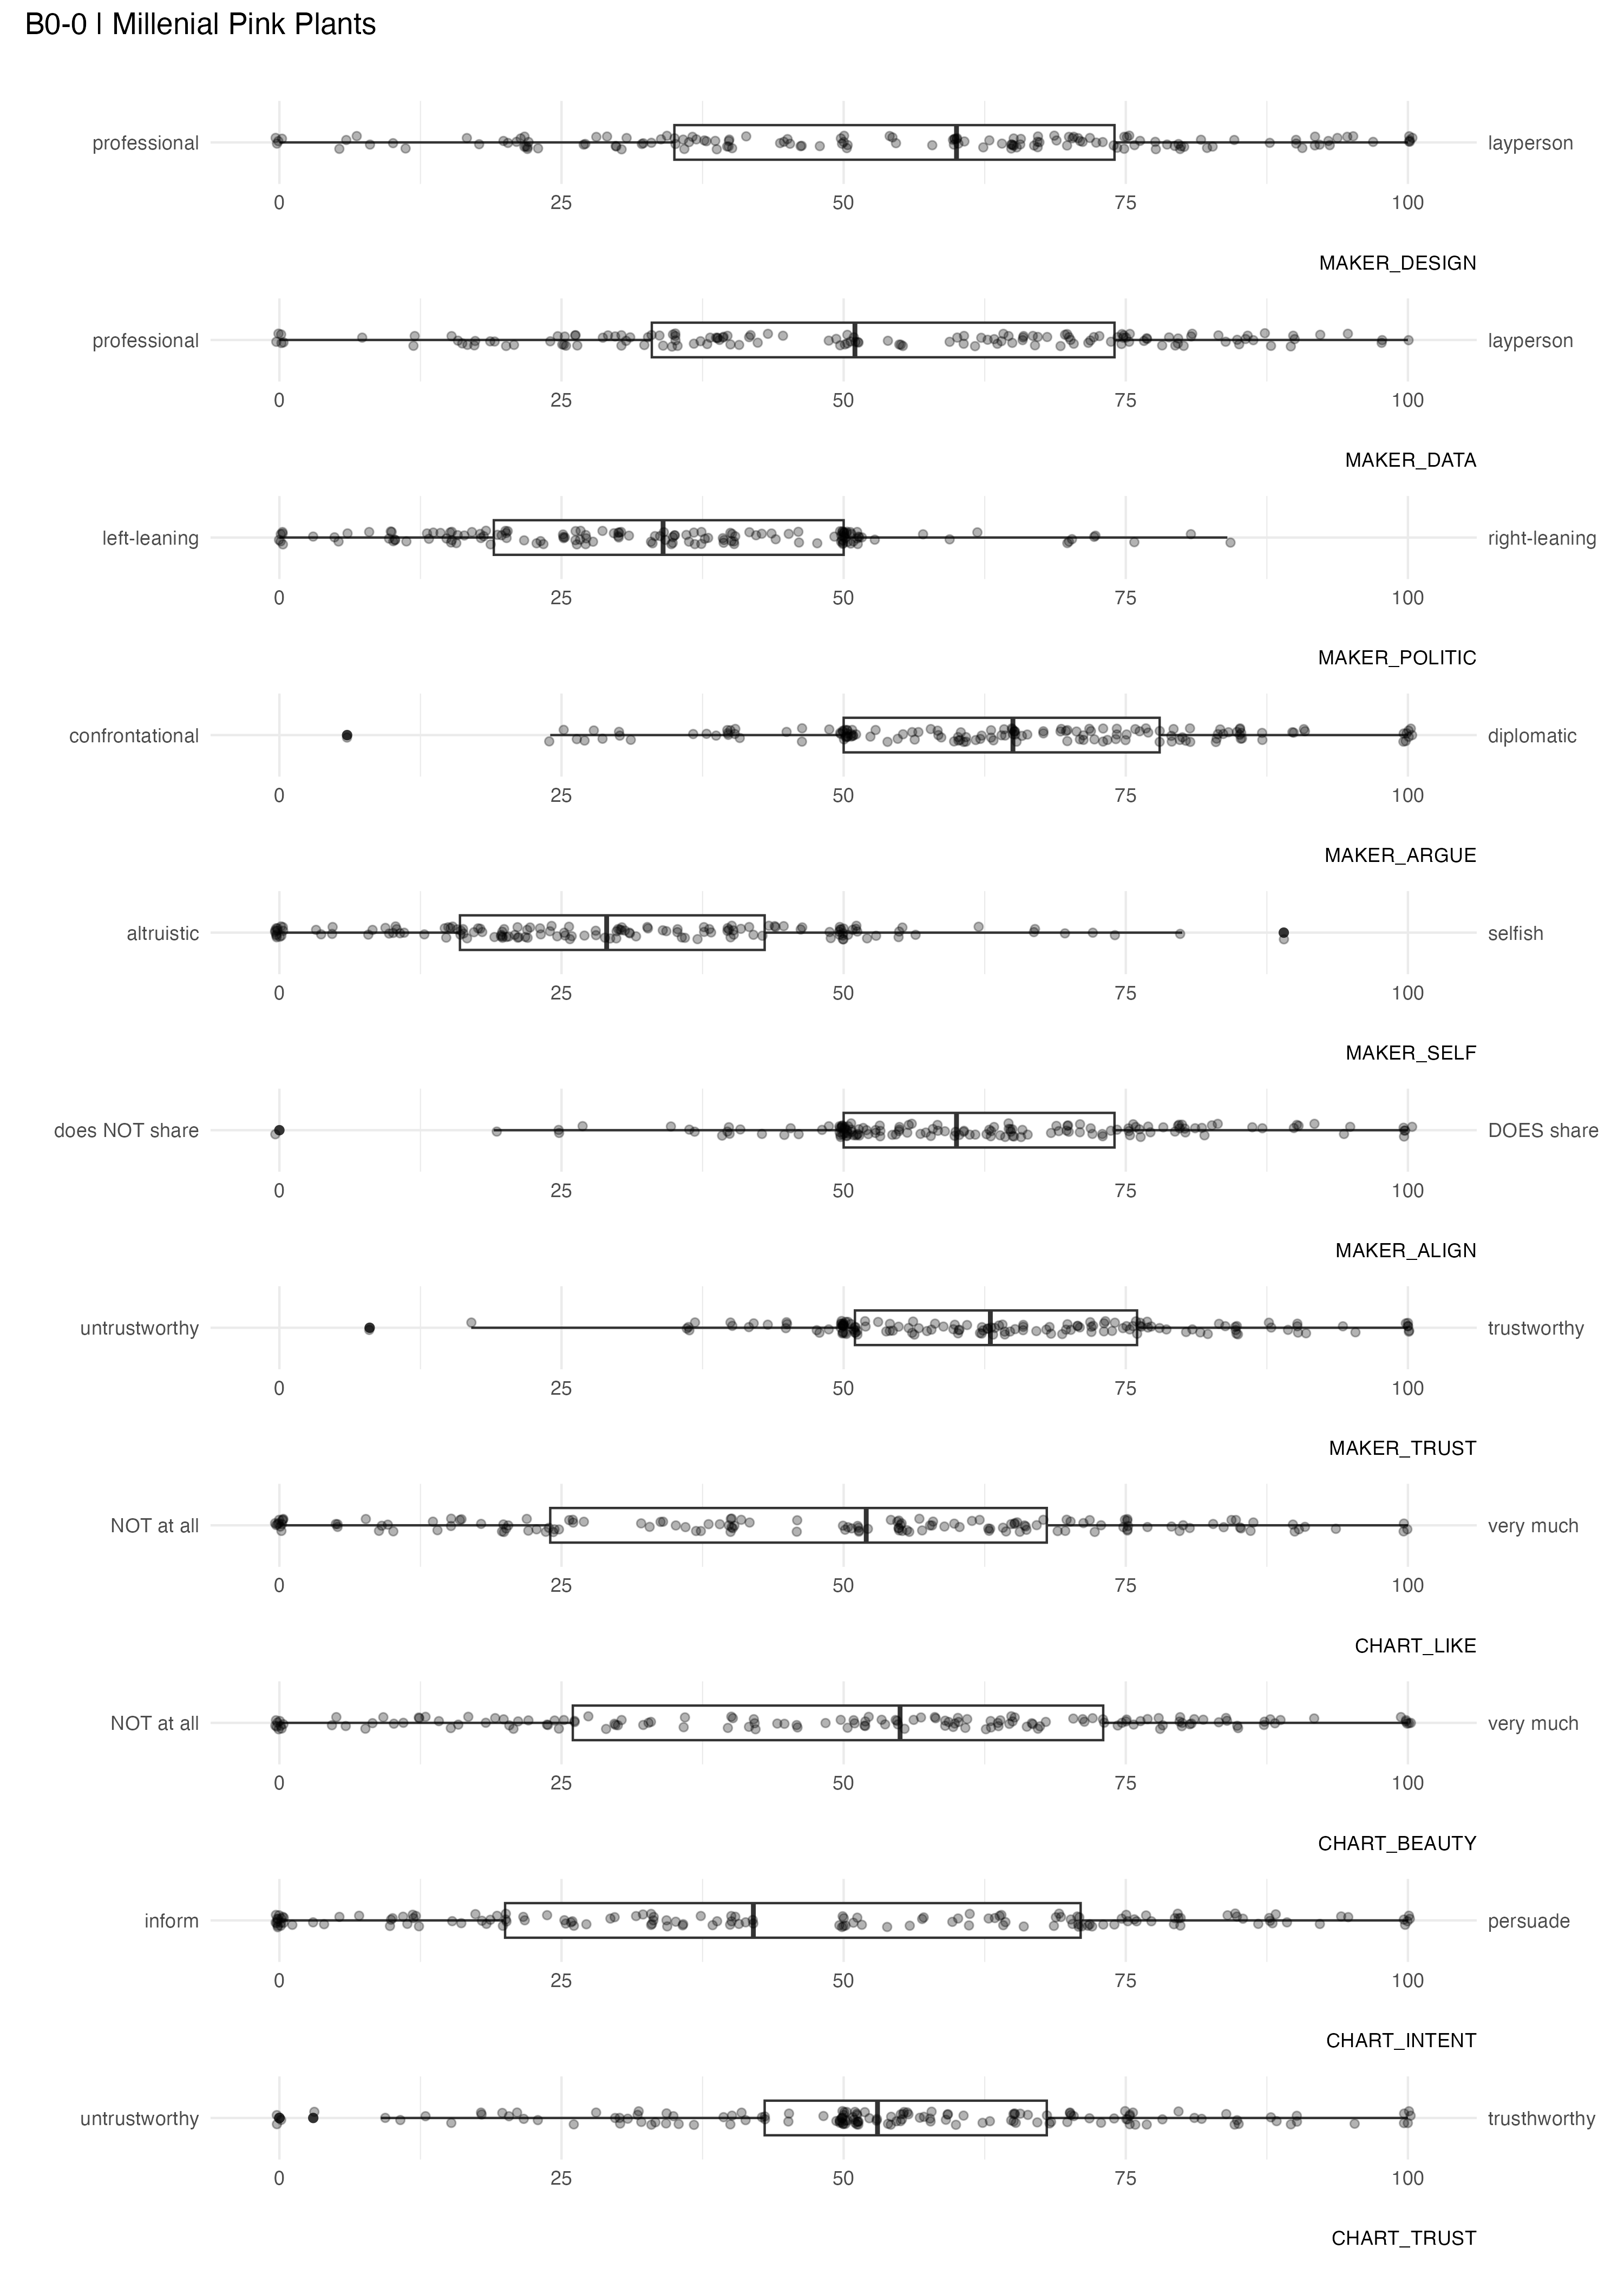 B0-0 | Millenial Pink Plants
professional layperson
0 25 50 75 100
MAKER_DESIGN
professional layperson
0 25 50 75 100
MAKER_DATA
left-leaning right-leaning
0 25 50 75 100
MAKER_POLITIC
confrontational diplomatic
0 25 50 75 100
MAKER_ARGUE
altruistic selfish
0 25 50 75 100
MAKER_SELF
does NOT share DOES share
0 25 50 75 100
MAKER_ALIGN
untrustworthy trustworthy
0 25 50 75 100
MAKER_TRUST
NOT at all very much
0 25 50 75 100
CHART_LIKE
NOT at all very much
0 25 50 75 100
CHART_BEAUTY
inform persuade
0 25 50 75 100
CHART_INTENT
untrustworthy trusthworthy
0 25 50 75 100
CHART_TRUST